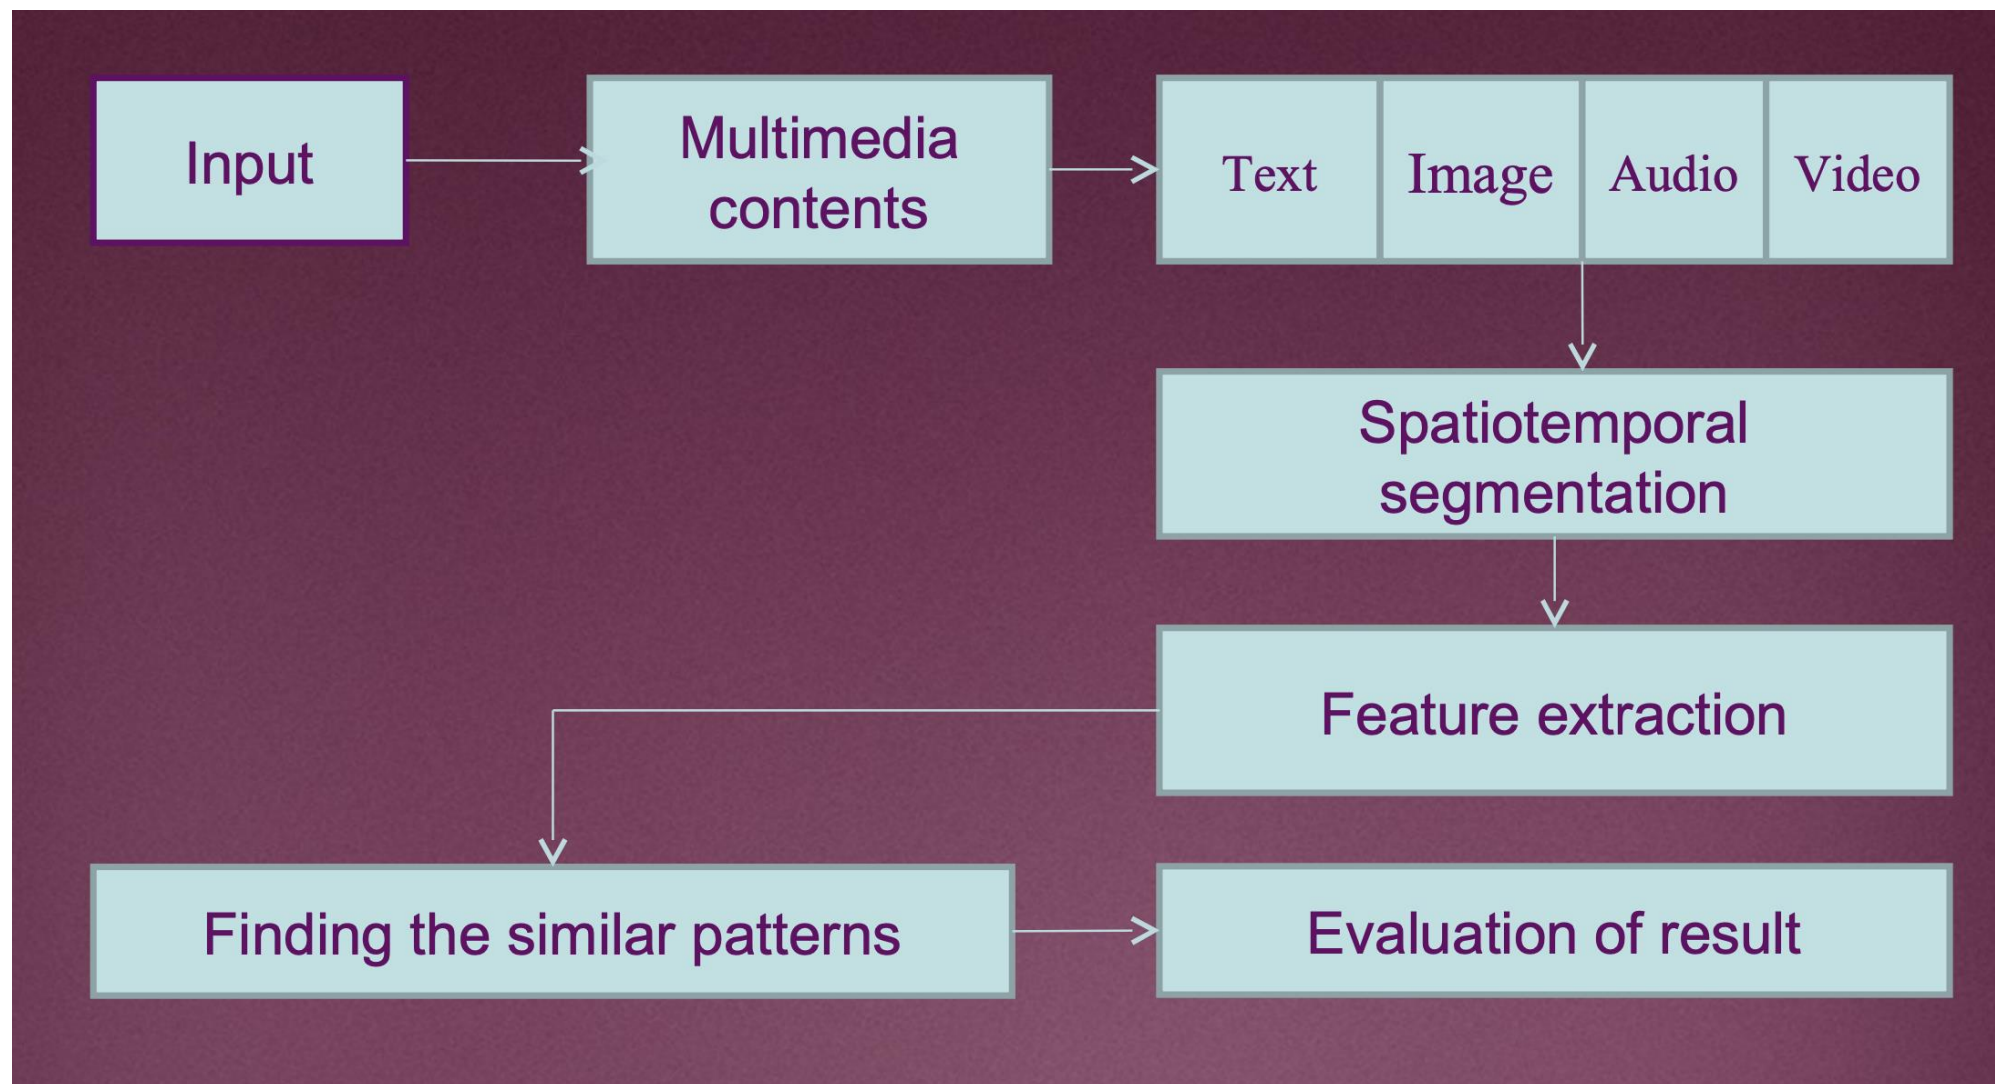 Input
Multimedia
contents
Text
Image
Audio
Video
Spatiotemporal
segmentation
Feature extraction
Finding the similar patterns
Evaluation of result